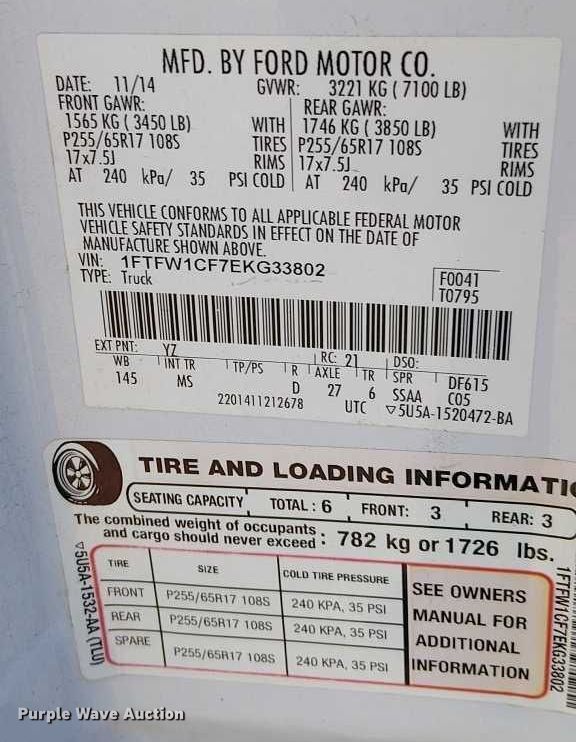 MFD. BY FORD MOTOR CO.
DATE: 11/14 GVWR: 3221 KG ( 7100 LB)
FRONT GAWR: REAR GAWR:
1565 KG ( 3450 LB) WITH 1746 KG ( 3850 LB) WITH
P255/65R17 108S TIRES P255/65R17 108S TIRES
17x7.5J RIMS 17x7.5J RIMS
AT 240 kPa/ 35 PSI COLD AT 240 kPa/ 35 PSI COLD
THIS VEHICLE CONFORMS TO ALL APPLICABLE FEDERAL MOTOR
VEHICLE SAFETY STANDARDS IN EFFECT ON THE DATE OF
MANUFACTURE SHOWN ABOVE.
VIN: 1FTFW1CF7EKG33802
TYPE: Truck
F0041
T0795
EXT PNT: YZ RC: 21 DSO:
WB INT TR TP/PS R AXLE TR SPR DF615
145 MS D 27 6 SSAA C05
2201411212678 UTC ▽5U5A-1520472-BA
TIRE AND LOADING INFORMATI
SEATING CAPACITY TOTAL : 6 FRONT: 3 REAR: 3
The combined weight of occupants
and cargo should never exceed : 782 kg or 1726 lbs.
TIRE SIZE COLD TIRE PRESSURE
FRONT P255/65R17 108S 240 KPA, 35 PSI
REAR P255/65R17 108S 240 KPA, 35 PSI
SPARE P255/65R17 108S 240 KPA, 35 PSI
SEE OWNERS
MANUAL FOR
ADDITIONAL
INFORMATION
▽5U5A-1532-AA (TLU)
1FTFW1CF7EKG33802
Purple Wave Auction